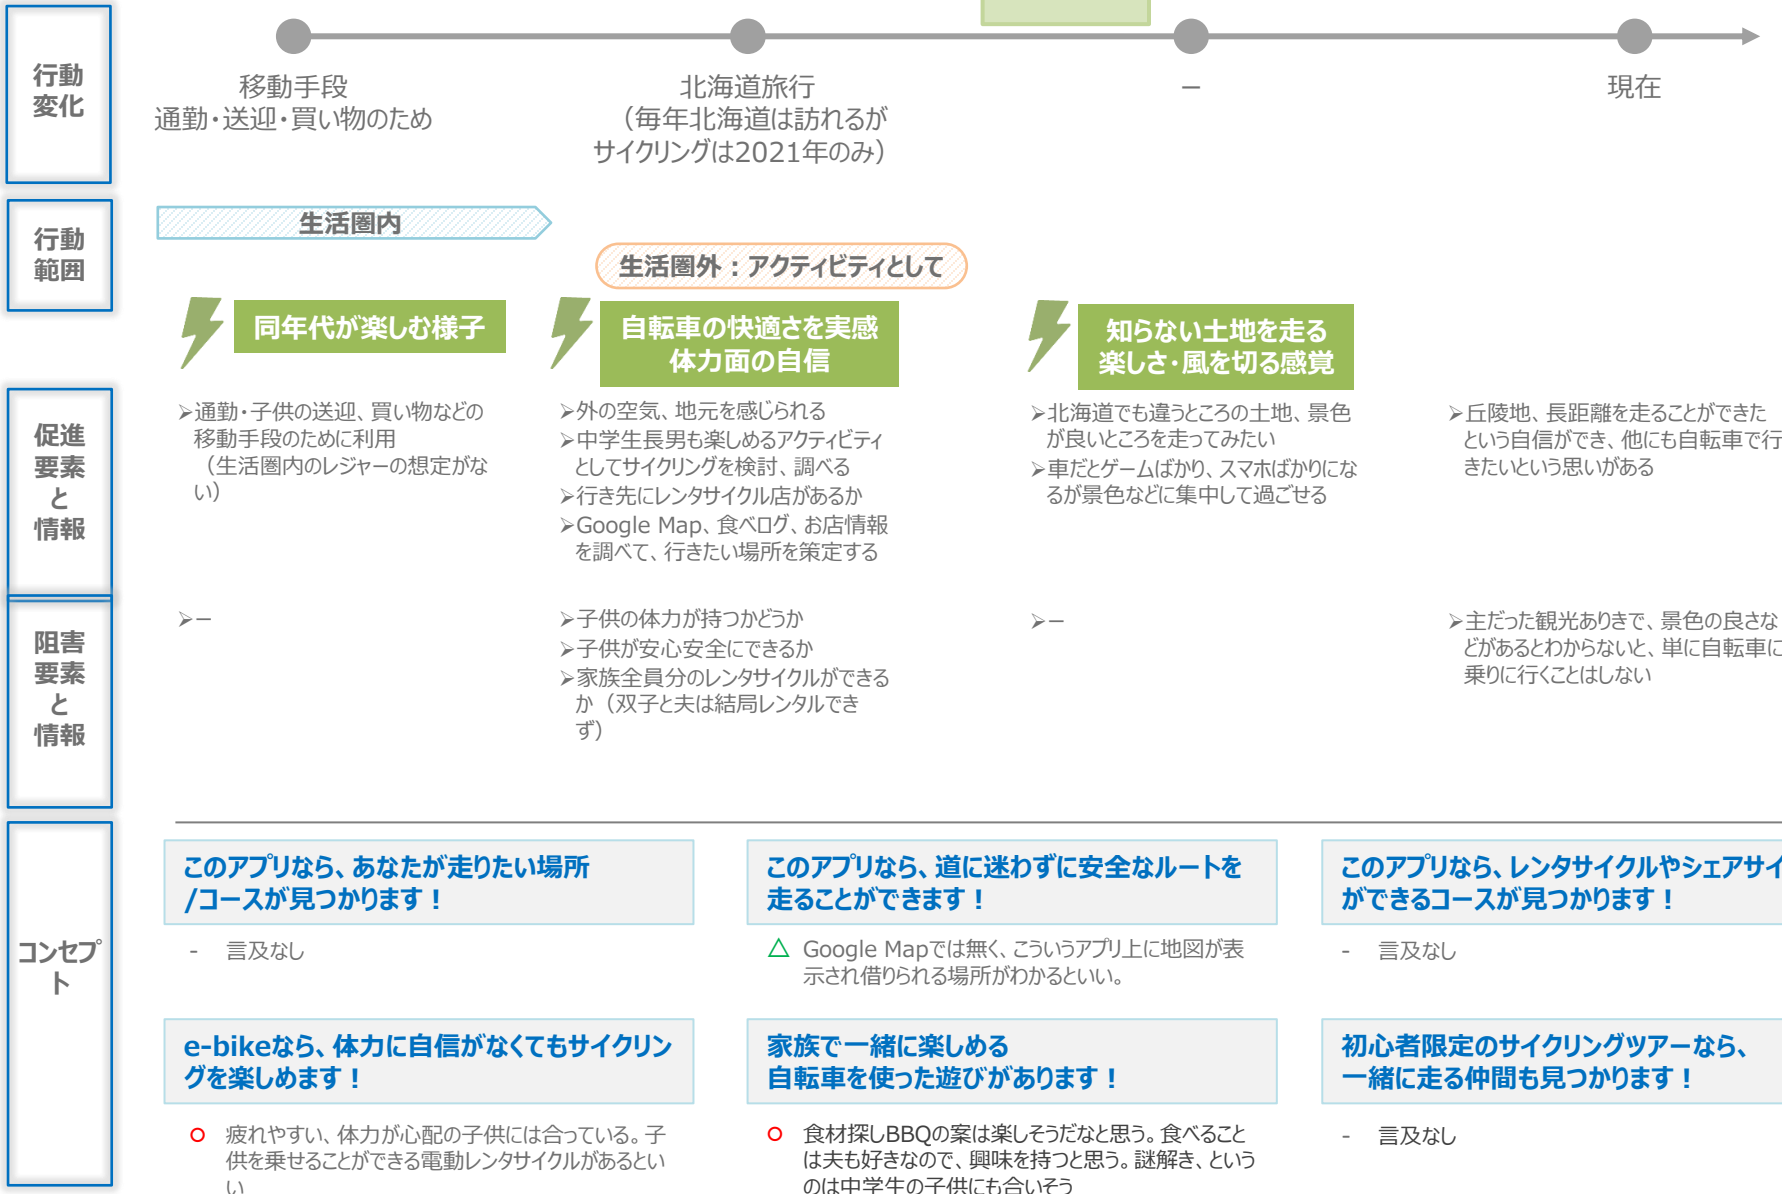 行動
変化
移動手段
通勤・送迎・買い物のため
北海道旅行
（毎年北海道は訪れるが
サイクリングは2021年のみ）
－
現在
行動
範囲
生活圏内
生活圏外：アクティビティとして
同年代が楽しむ様子
自転車の快適さを実感
体力面の自信
知らない土地を走る
楽しさ・風を切る感覚
促進
要素
と
情報
➢通勤・子供の送迎、買い物などの
移動手段のために利用
（生活圏内のレジャーの想定がな
い）
➢外の空気、地元を感じられる
➢中学生長男も楽しめるアクティビティ
としてサイクリングを検討、調べる
➢行き先にレンタサイクル店があるか
➢Google Map、食べログ、お店情報
を調べて、行きたい場所を策定する
➢北海道でも違うところの土地、景色
が良いところを走ってみたい
➢車だとゲームばかり、スマホばかりにな
るが景色などに集中して過ごせる
➢丘陵地、長距離を走ることができた
という自信ができ、他にも自転車で行
きたいという思いがある
阻害
要素
と
情報
➢－
➢子供の体力が持つかどうか
➢子供が安心安全にできるか
➢家族全員分のレンタサイクルができる
か（双子と夫は結局レンタルでき
ず）
➢－
➢主だった観光ありきで、景色の良さな
どがあるとわからないと、単に自転車に
乗りに行くことはしない
コンセプ
ト
このアプリなら、あなたが走りたい場所
/コースが見つかります！
- 言及なし
このアプリなら、道に迷わずに安全なルートを
走ることができます！
△ Google Mapでは無く、こういうアプリ上に地図が表
示され借りられる場所がわかるといい。
このアプリなら、レンタサイクルやシェアサイ
ができるコースが見つかります！
- 言及なし
e-bikeなら、体力に自信がなくてもサイクリン
グを楽しめます！
○ 疲れやすい、体力が心配の子供には合っている。子
供を乗せることができる電動レンタサイクルがあるとい
い
家族で一緒に楽しめる
自転車を使った遊びがあります！
○ 食材探しBBQの案は楽しそうだなと思う。食べること
は夫も好きなので、興味を持つと思う。謎解き、という
のは中学生の子供にも合いそう
初心者限定のサイクリングツアーなら、
一緒に走る仲間も見つかります！
- 言及なし